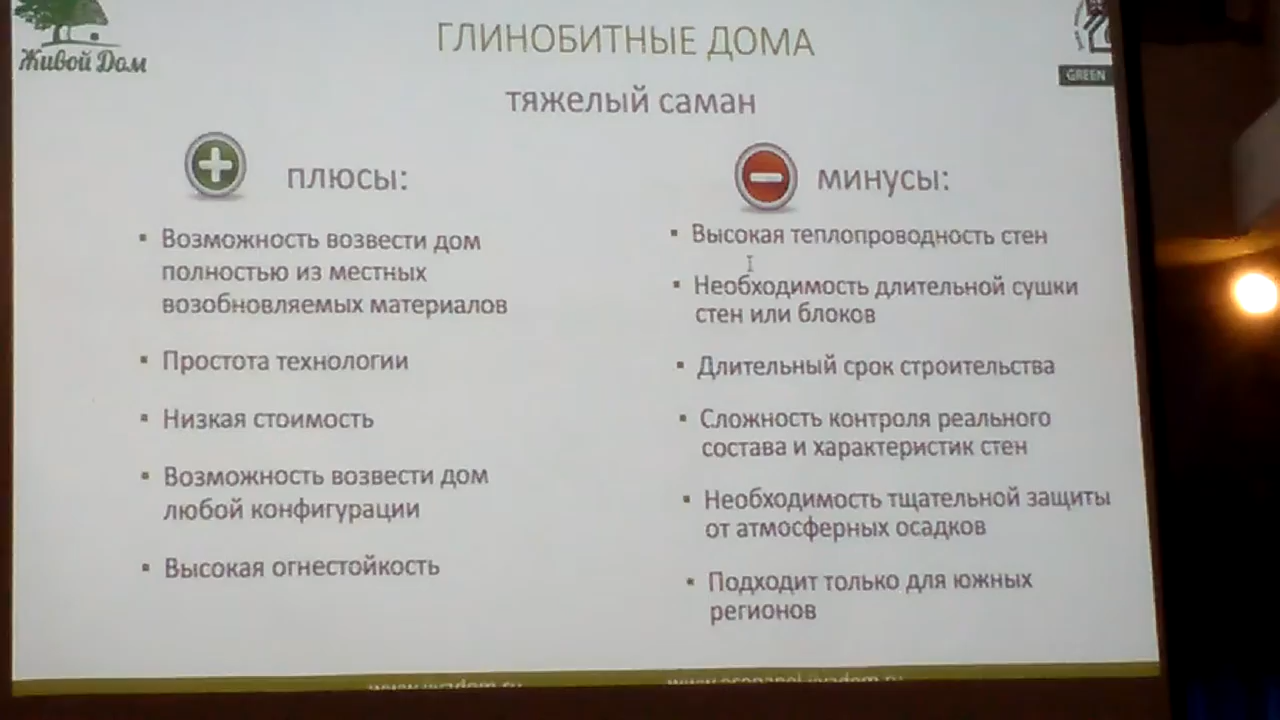 Живой Дом
GREEN
ГЛИНОБИТНЫЕ ДОМА
тяжелый саман
плюсы:
▪ Возможность возвести дом
полностью из местных
возобновляемых материалов
▪ Простота технологии
▪ Низкая стоимость
▪ Возможность возвести дом
любой конфигурации
▪ Высокая огнестойкость
минусы:
▪ Высокая теплопроводность стен
▪ Необходимость длительной сушки
стен или блоков
▪ Длительный срок строительства
▪ Сложность контроля реального
состава и характеристик стен
▪ Необходимость тщательной защиты
от атмосферных осадков
▪ Подходит только для южных
регионов